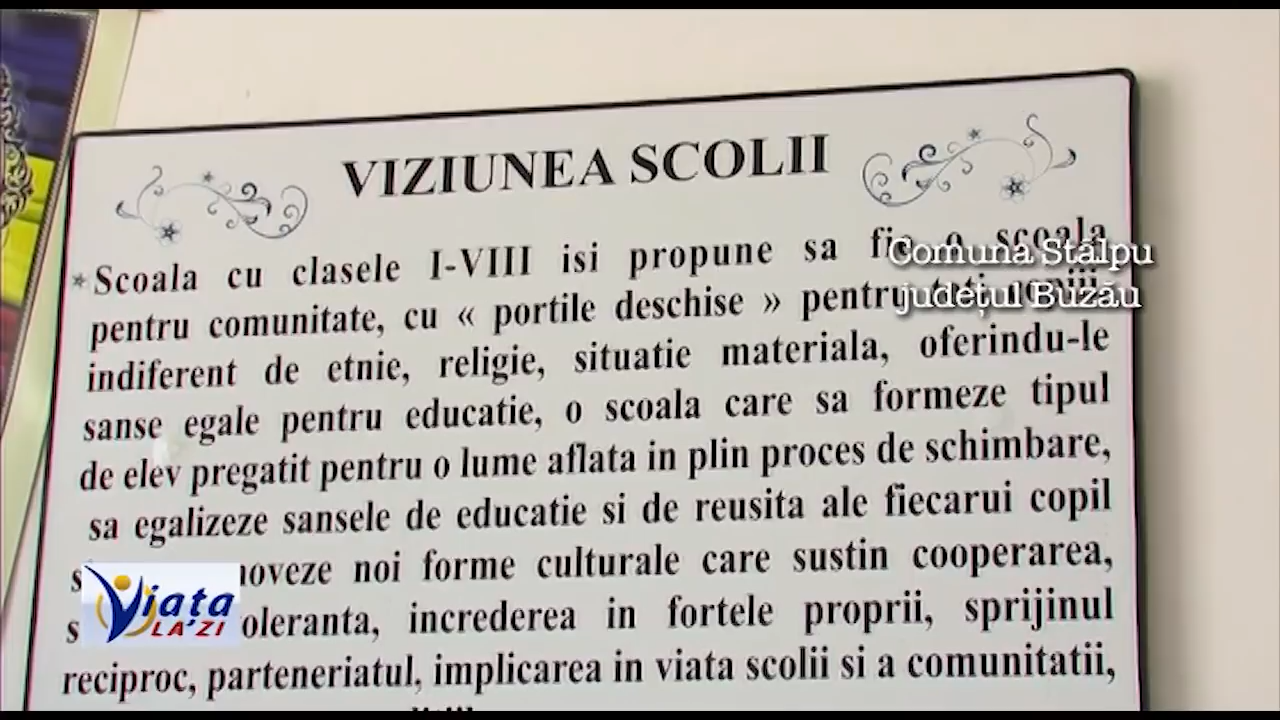 VIZIUNEA SCOLII
Scoala cu clasele I-VIII isi propune sa fie o scoala
pentru comunitate, cu « portile deschise » pentru toti copiii,
indiferent de etnie, religie, situatie materiala, oferindu-le
sanse egale pentru educatie, o scoala care sa formeze tipul
de elev pregatit pentru o lume aflata in plin proces de schimbare,
sa egalizeze sansele de educatie si de reusita ale fiecarui copil
noi forme culturale care sustin cooperarea,
increderea in fortele proprii, sprijinul
reciproc, parteneriatul, implicarea in viata scolii si a comunitatii,
Comuna Stâlpu
județul Buzău
Viața
LA ZI